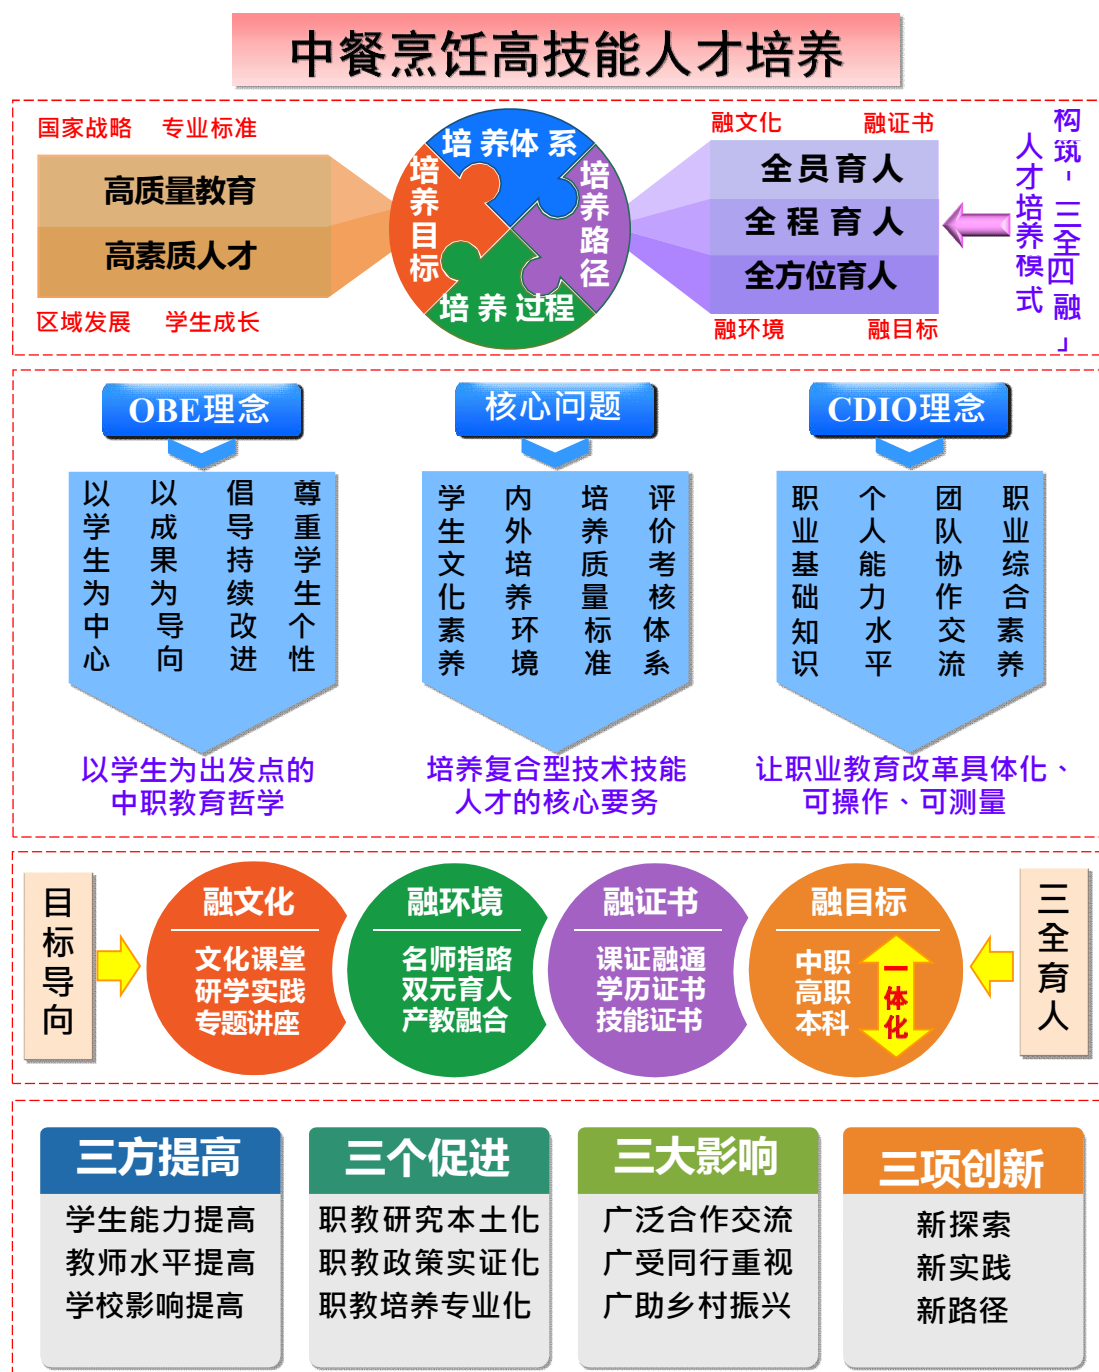 中餐烹饪高技能人才培养
国家战略 专业标准
高质量教育
高素质人才
区域发展 学生成长
培养体系
培养目标
培养路径
培养过程
融文化 融证书
全员育人
全程育人
全方位育人
融环境 融目标
构筑“三全四融」
人才培养模式
OBE理念
以学生为中心
以成果为导向
倡导持续改进
尊重学生个性
以学生为出发点的
中职教育哲学
核心问题
学生文化素养
内外培养环境
培养质量标准
评价考核体系
培养复合型技术技能
人才的核心要务
CDIO理念
职业基础知识
个人能力水平
团队协作交流
职业综合素养
让职业教育改革具体化、
可操作、可测量
目标导向
融文化
文化课堂
研学实践
专题讲座
融环境
名师指路
双元育人
产教融合
融证书
课证融通
学历证书
技能证书
融目标
中职
高职
本科
一体化
三全育人
三方提高
学生能力提高
教师水平提高
学校影响提高
三个促进
职教研究本土化
职教政策实证化
职教培养专业化
三大影响
广泛合作交流
广受同行重视
广助乡村振兴
三项创新
新探索
新实践
新路径